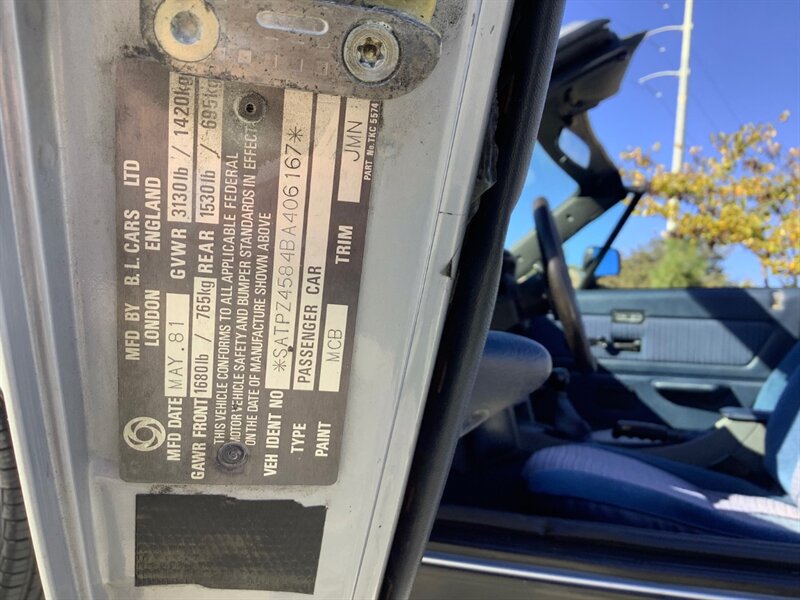 MFD BY B.L. CARS LTD
LONDON ENGLAND
MFD DATE MAY.81 GVWR 3130lb / 1420kg
GAWR FRONT 1680lb / 765kg REAR 1530lb / 695kg
THIS VEHICLE CONFORMS TO ALL APPLICABLE FEDERAL
MOTOR VEHICLE SAFETY AND BUMPER STANDARDS IN EFFECT
ON THE DATE OF MANUFACTURE SHOWN ABOVE
VEH IDENT NO *SATPZ4584BA406167*
TYPE PASSENGER CAR
PAINT MCB TRIM JMN
PART No. TKC 5574